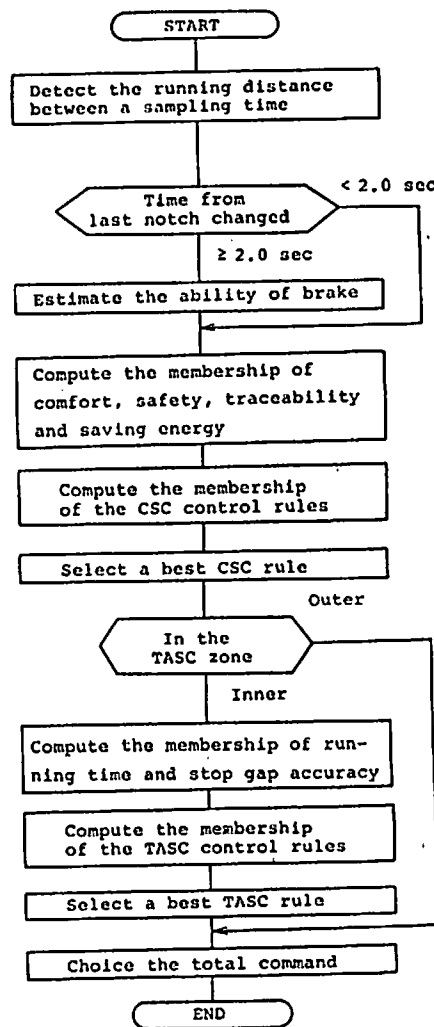 START
Detect the running distance
between a sampling time
< 2.0 sec
Time from
last notch changed
≥ 2.0 sec
Estimate the ability of brake
Compute the membership of
comfort, safety, traceability
and saving energy
Compute the membership
of the CSC control rules
Select a best CSC rule
Outer
In the
TASC zone
Inner
Compute the membership of run-
ning time and stop gap accuracy
Compute the membership
of the TASC control rules
Select a best TASC rule
Choice the total command
END